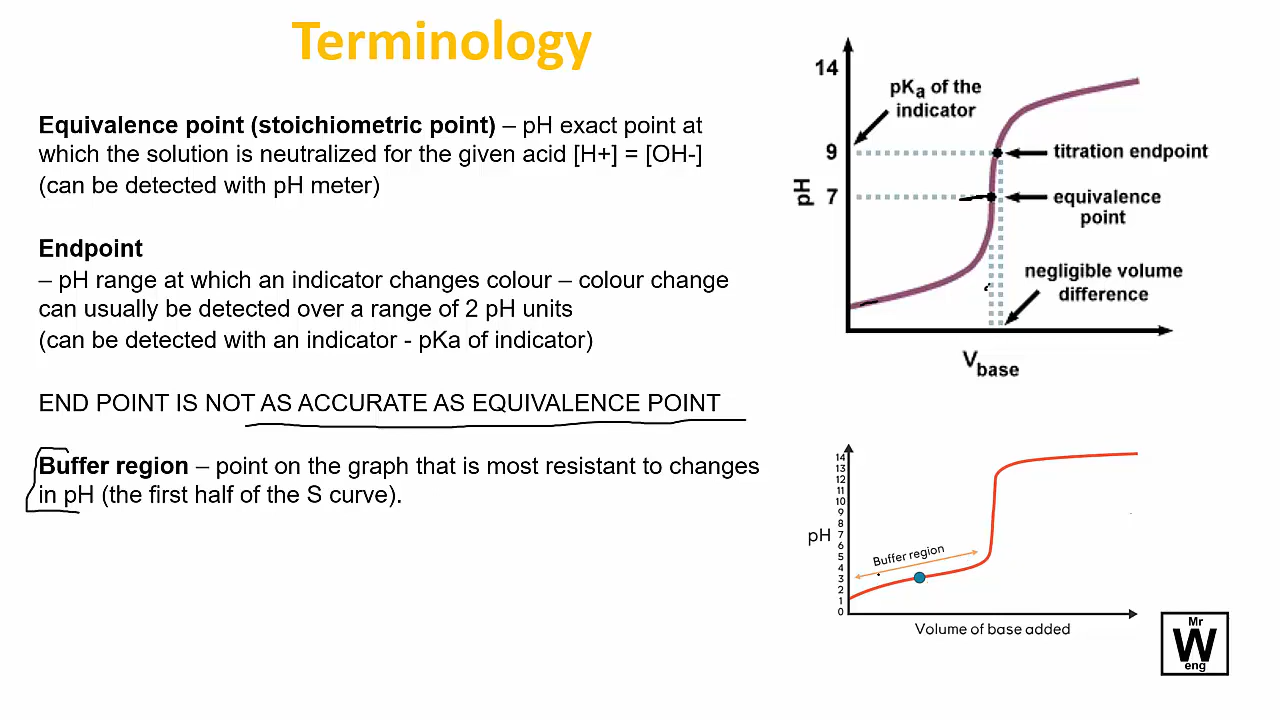 Terminology
Equivalence point (stoichiometric point) – pH exact point at
which the solution is neutralized for the given acid [H+] = [OH-]
(can be detected with pH meter)
Endpoint
– pH range at which an indicator changes colour – colour change
can usually be detected over a range of 2 pH units
(can be detected with an indicator - pKa of indicator)
END POINT IS NOT AS ACCURATE AS EQUIVALENCE POINT
Buffer region – point on the graph that is most resistant to changes
in pH (the first half of the S curve).
14
pKa of the
indicator
9
titration endpoint
pH
7
equivalence
point
negligible volume
difference
Vbase
14
13
12
11
10
9
8
pH
7
6
5
4
3
2
1
0
Buffer region
Volume of base added
Mr
W
eng